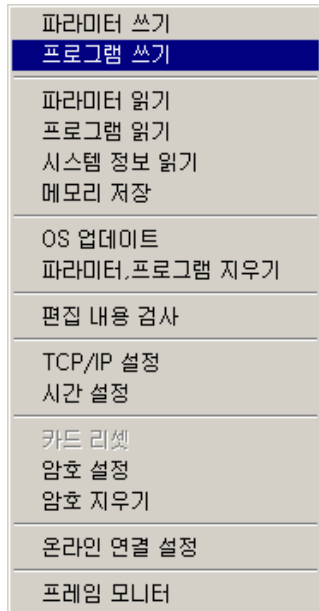 파라미터 쓰기
프로그램 쓰기
파라미터 읽기
프로그램 읽기
시스템 정보 읽기
메모리 저장
OS 업데이트
파라미터,프로그램 지우기
편집 내용 검사
TCP/IP 설정
시간 설정
카드 리셋
암호 설정
암호 지우기
온라인 연결 설정
프레임 모니터